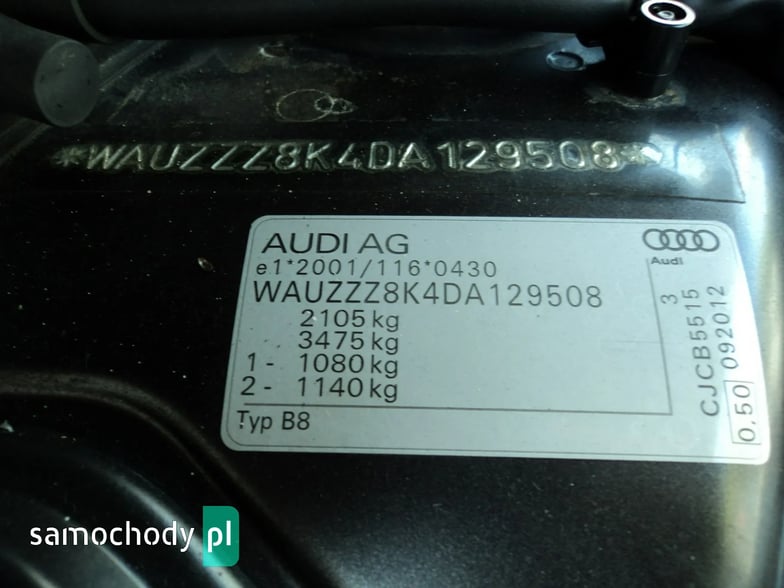 *WAUZZZ8K4DA129508*
AUDI AG
Audi
e1*2001/116*0430
WAUZZZ8K4DA129508
2105 kg
3475 kg
1 - 1080 kg
2 - 1140 kg
Typ B8
3
CJCB5515
092012
0,50
samochody pl